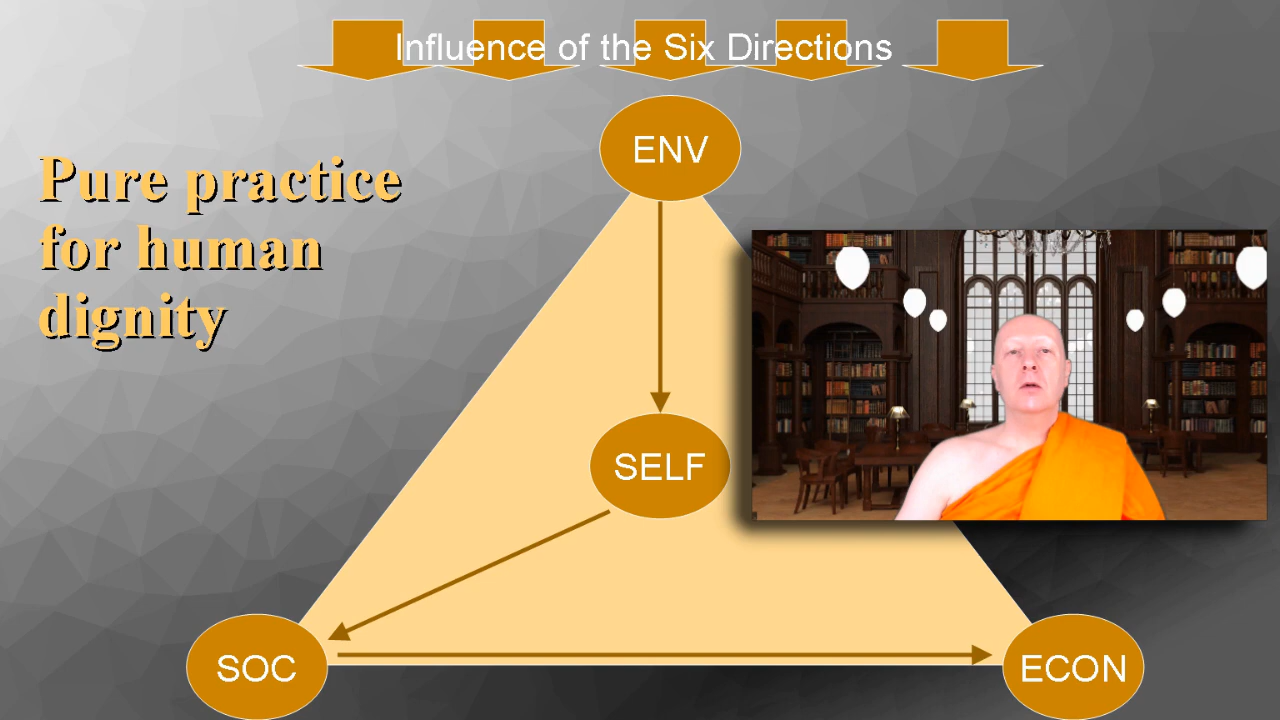 Influence of the Six Directions
ENV
Pure practice
for human
dignity
SELF
SOC
ECON